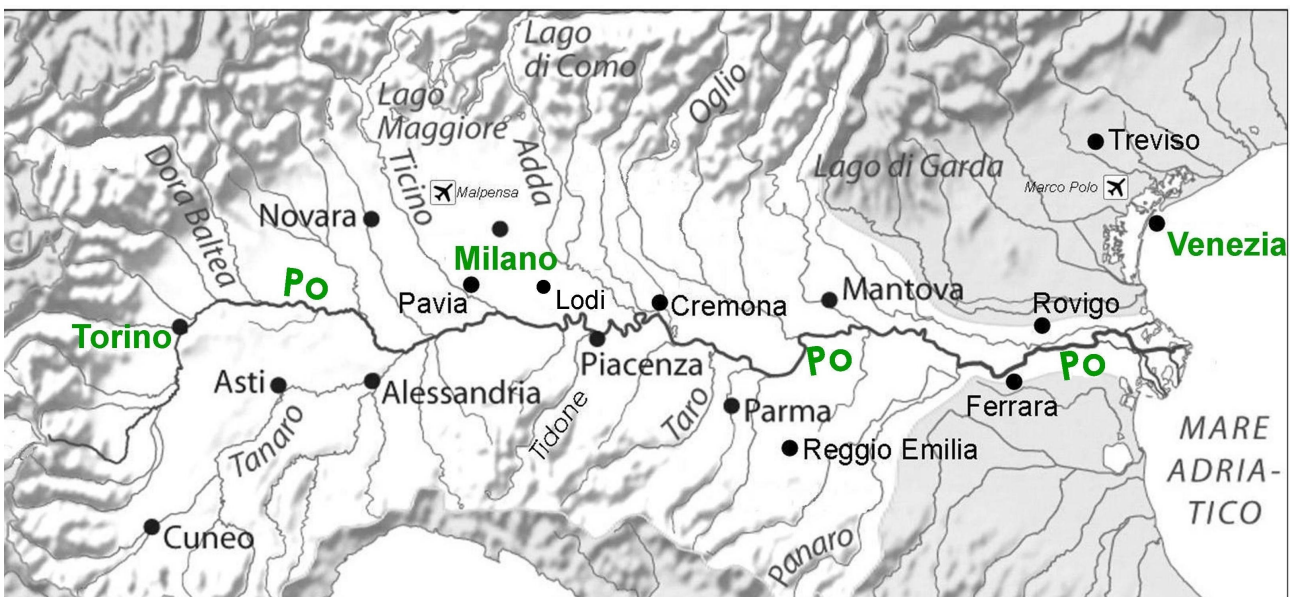 Lago
di Como
Oglio
Lago
Maggiore
Treviso
Adda
Dora Baltea
Ticino
Lago di Garda
Malpensa
Marco Polo
Novara
Venezia
Milano
Po
Pavia
Lodi
Cremona
Mantova
Rovigo
Torino
Piacenza
Po
Po
Asti
Alessandria
Parma
Ferrara
Tanaro
Tidone
Taro
Reggio Emilia
MARE
ADRIA-
TICO
Cuneo
Panaro